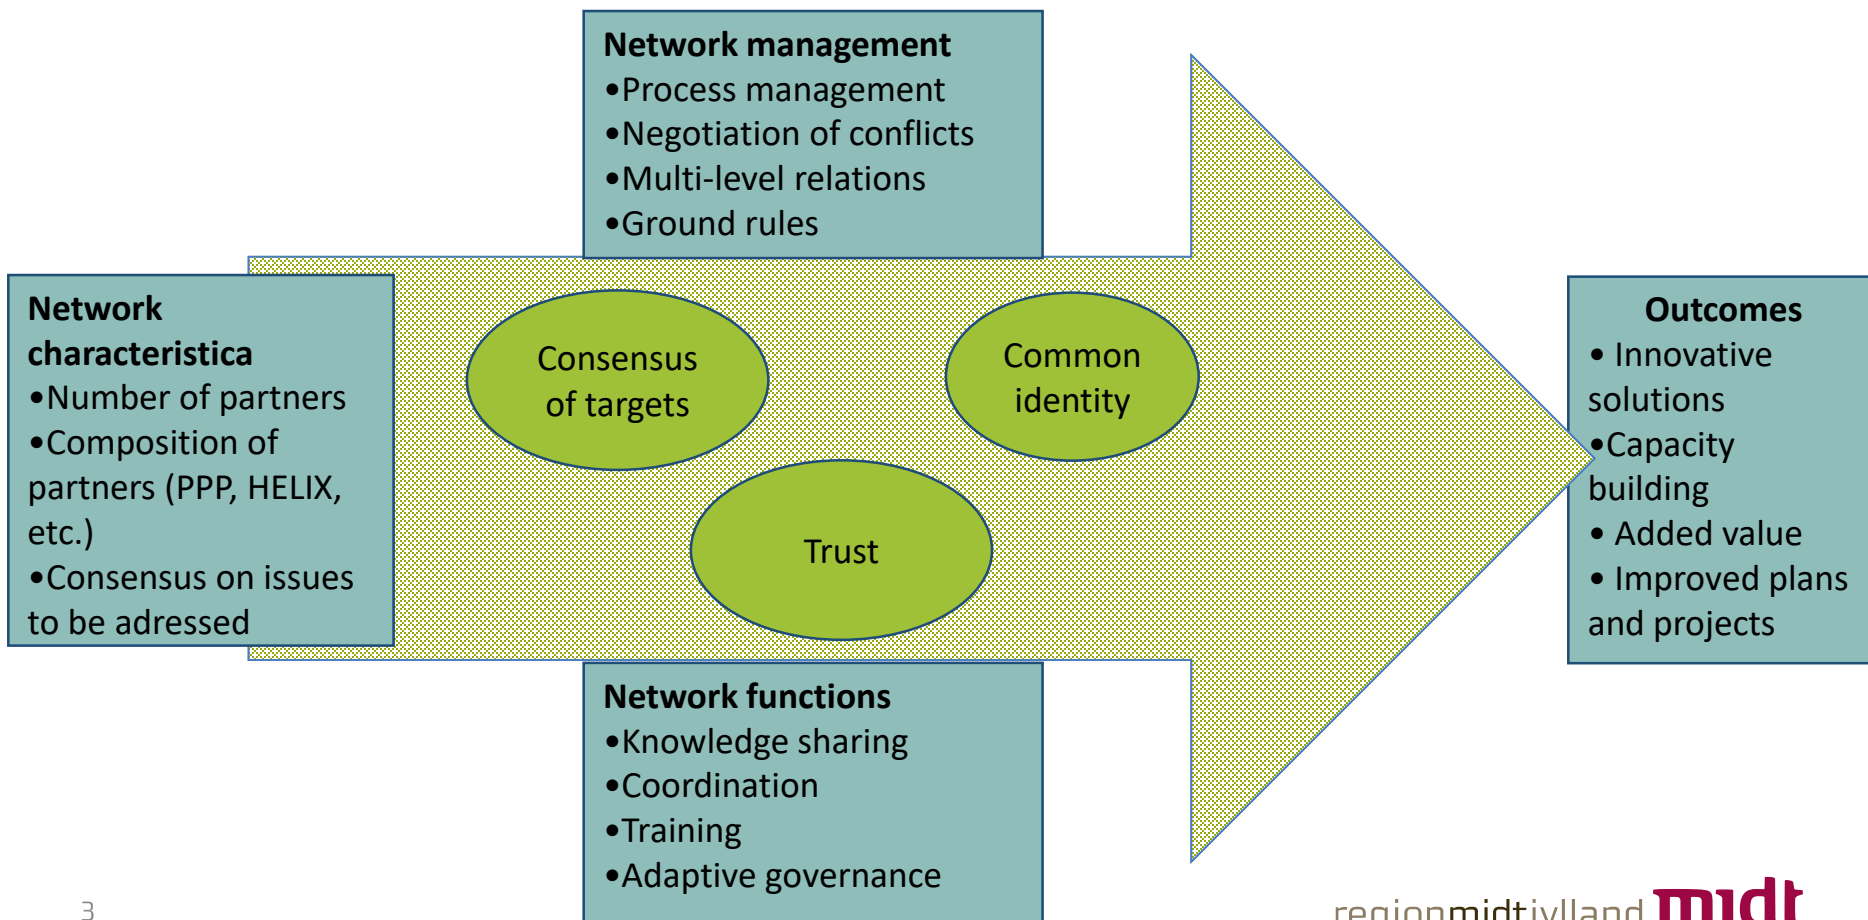 Network management
•Process management
•Negotiation of conflicts
•Multi-level relations
•Ground rules
Network
characteristica
•Number of partners
•Composition of
partners (PPP, HELIX,
etc.)
•Consensus on issues
to be adressed
Consensus
of targets
Common
identity
Trust
Outcomes
• Innovative
solutions
•Capacity
building
• Added value
• Improved plans
and projects
Network functions
•Knowledge sharing
•Coordination
•Training
•Adaptive governance
3
regionmidtjylland midt